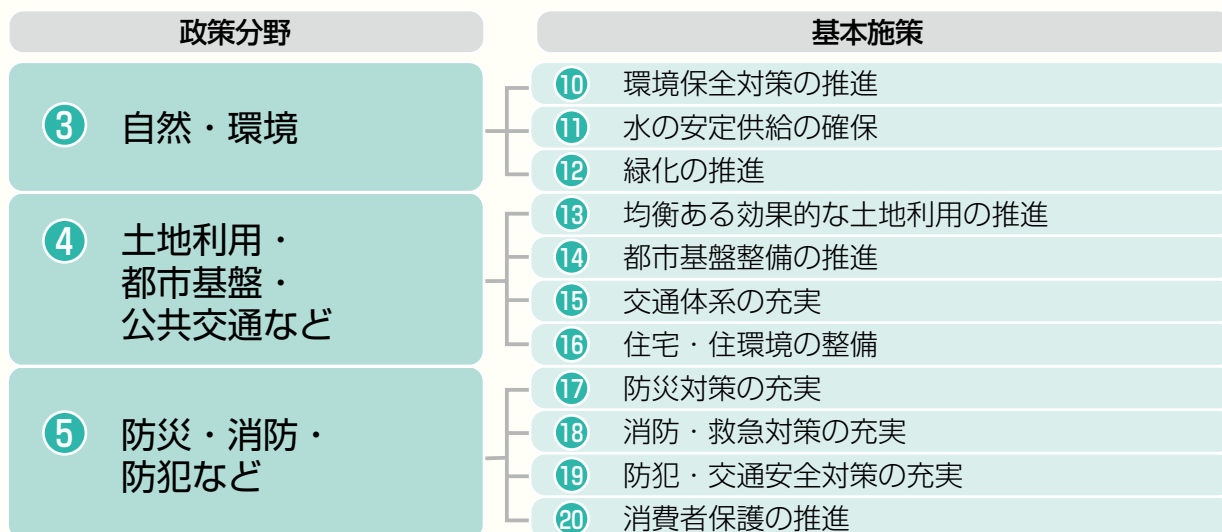 政策分野
基本施策
③ 自然・環境
⑩ 環境保全対策の推進
⑪ 水の安定供給の確保
⑫ 緑化の推進
④ 土地利用・
都市基盤・
公共交通など
⑬ 均衡ある効果的な土地利用の推進
⑭ 都市基盤整備の推進
⑮ 交通体系の充実
⑯ 住宅・住環境の整備
⑤ 防災・消防・
防犯など
⑰ 防災対策の充実
⑱ 消防・救急対策の充実
⑲ 防犯・交通安全対策の充実
⑳ 消費者保護の推進